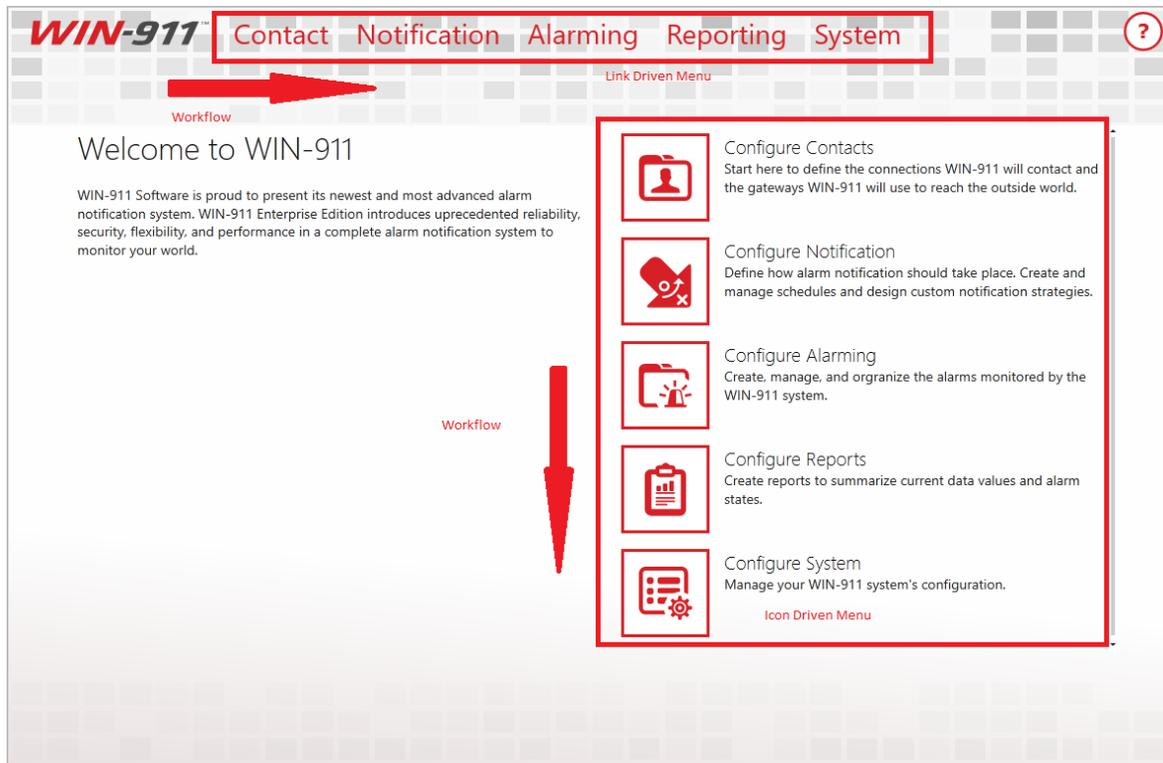 WIN-911™ Contact Notification Alarming Reporting System ?
Link Driven Menu
Workflow
Welcome to WIN-911
WIN-911 Software is proud to present its newest and most advanced alarm
notification system. WIN-911 Enterprise Edition introduces uprecedented reliability,
security, flexibility, and performance in a complete alarm notification system to
monitor your world.
Workflow
Configure Contacts
Start here to define the connections WIN-911 will contact and
the gateways WIN-911 will use to reach the outside world.
Configure Notification
Define how alarm notification should take place. Create and
manage schedules and design custom notification strategies.
Configure Alarming
Create, manage, and orgranize the alarms monitored by the
WIN-911 system.
Configure Reports
Create reports to summarize current data values and alarm
states.
Configure System
Manage your WIN-911 system's configuration.
Icon Driven Menu